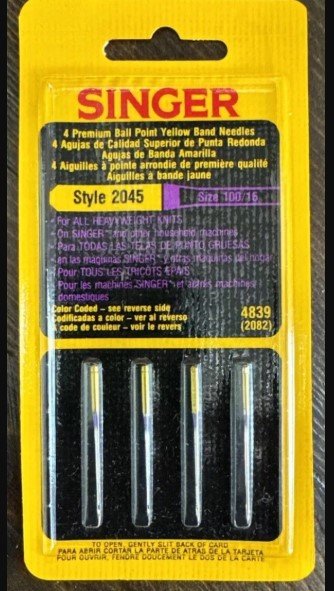 SINGER
4 Premium Ball Point Yellow Band Needles
4 Agujas de Calidad Superior de Punta Redonda
Agujas de Banda Amarilla
4 Aiguilles à pointe arrondie de première qualité
Aiguilles à bande jaune
Style 2045
Size 100/16
For ALL HEAVYWEIGHT KNITS
On SINGER* and other household machines
Para TODAS LAS TELAS DE PUNTO GRUESAS
en las maquinas SINGER* y otras maquinas del hogar
Pour TOUS LES TRICOTS EPAIS
Pour les machines SINGER* et autres machines
domestiques
Color Coded – see reverse side
Codificadas a color – ver al reverso
A code de couleur – voir le revers
4839
(2082)
TO OPEN, GENTLY SLIT BACK OF CARD
PARA ABRIR CORTAR LA PARTE DE ATRAS DE LA TARJETA
POUR OUVRIR, FENDRE DOUCEMENT LE DOS DE LA CARTE